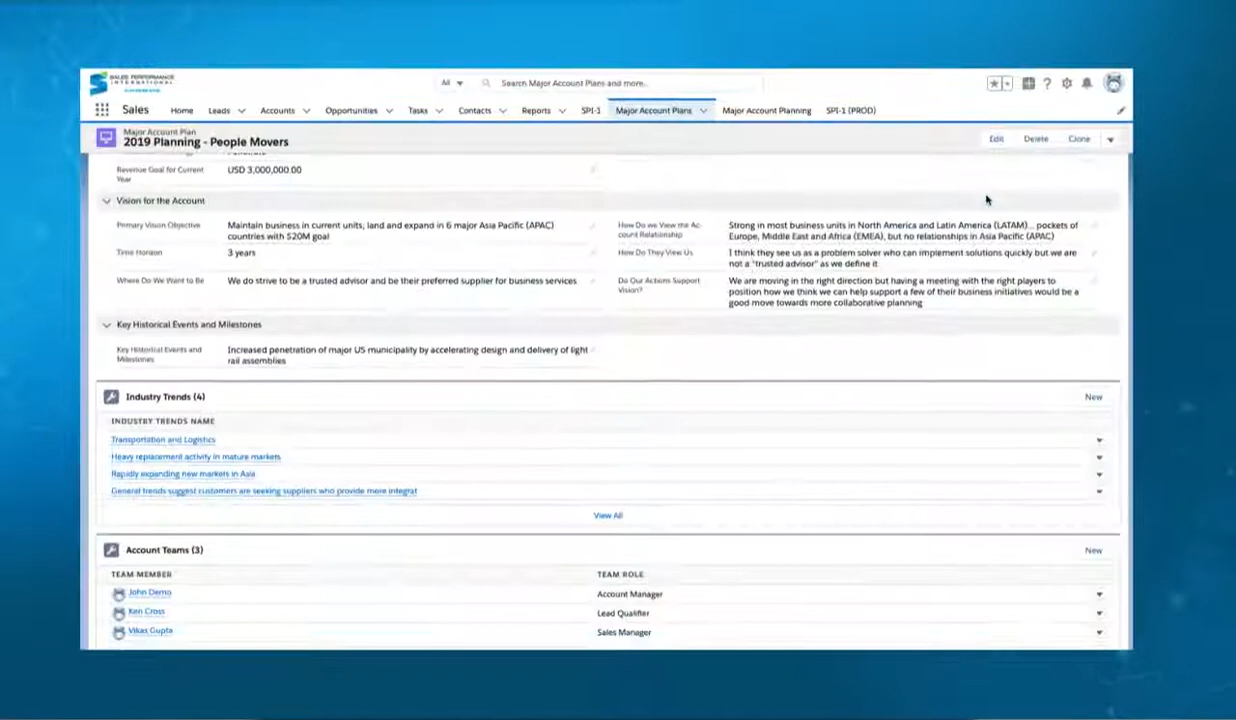 SALES PERFORMANCE
INTERNATIONAL
All
Search Major Account Plans and more..
Sales Home Leads Accounts Opportunities Tasks Contacts Reports SPI-1 Major Account Plans Major Account Planning SPI-1 (PROD)
Major Account Plan
2019 Planning - People Movers
Edit Delete Clone
Revenue Goal for Current
Year
USD 3,000,000.00
Vision for the Account
Primary Vision Objective
Maintain business in current units; land and expand in 6 major Asia Pacific (APAC)
countries with $20M goal
How Do we View the Ac
count Relationship
Strong in most business units in North America and Latin America (LATAM)... pockets of
Europe, Middle East and Africa (EMEA), but no relationships in Asia Pacific (APAC)
Time Horizon
3 years
How Do They View Us
I think they see us as a problem solver who can implement solutions quickly but we are
not a "trusted advisor" as we define it
Where Do We Want to Be
We do strive to be a trusted advisor and be their preferred supplier for business services
Do Our Actions Support
Vision?
We are moving in the right direction but having a meeting with the right players to
position how we think we can help support a few of their business initiatives would be a
good move towards more collaborative planning
Key Historical Events and Milestones
Key Historical Events and
Milestones
Increased penetration of major US municipality by accelerating design and delivery of light
rail assemblies
Industry Trends (4)
New
INDUSTRY TRENDS NAME
Transportation and Logistics
Heavy replacement activity in mature markets
Rapidly expanding new markets in Asia
General trends suggest customers are seeking suppliers who provide more integrat
View All
Account Teams (3)
New
TEAM MEMBER TEAM ROLE
John Demo Account Manager
Ken Cross Lead Qualifier
Vikas Gupta Sales Manager